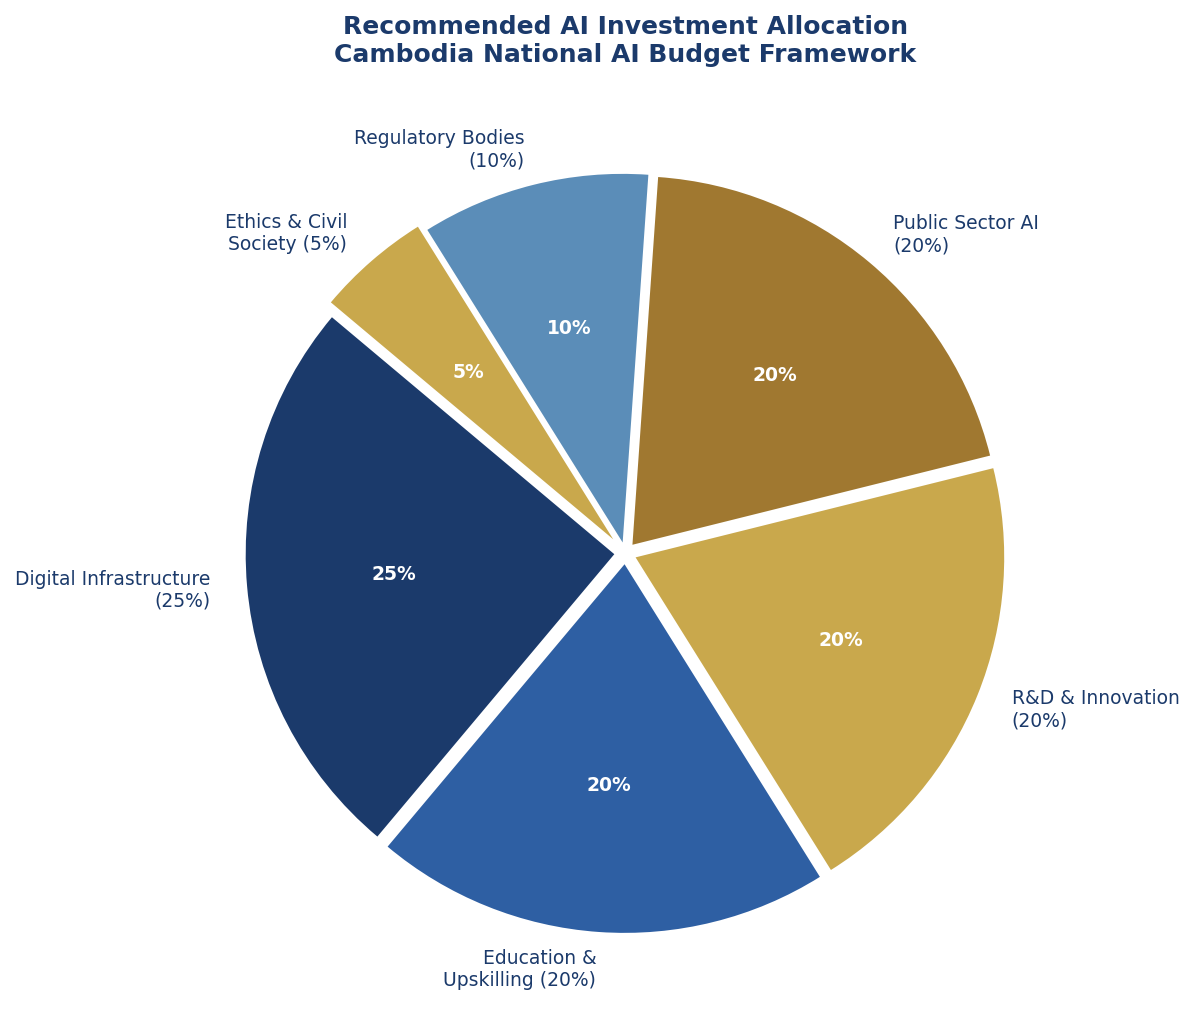 Recommended AI Investment Allocation
Cambodia National AI Budget Framework
Regulatory Bodies
(10%)
Ethics & Civil
Society (5%)
Public Sector AI
(20%)
10%
5%
20%
Digital Infrastructure
(25%)
25%
20%
R&D & Innovation
(20%)
20%
Education &
Upskilling (20%)